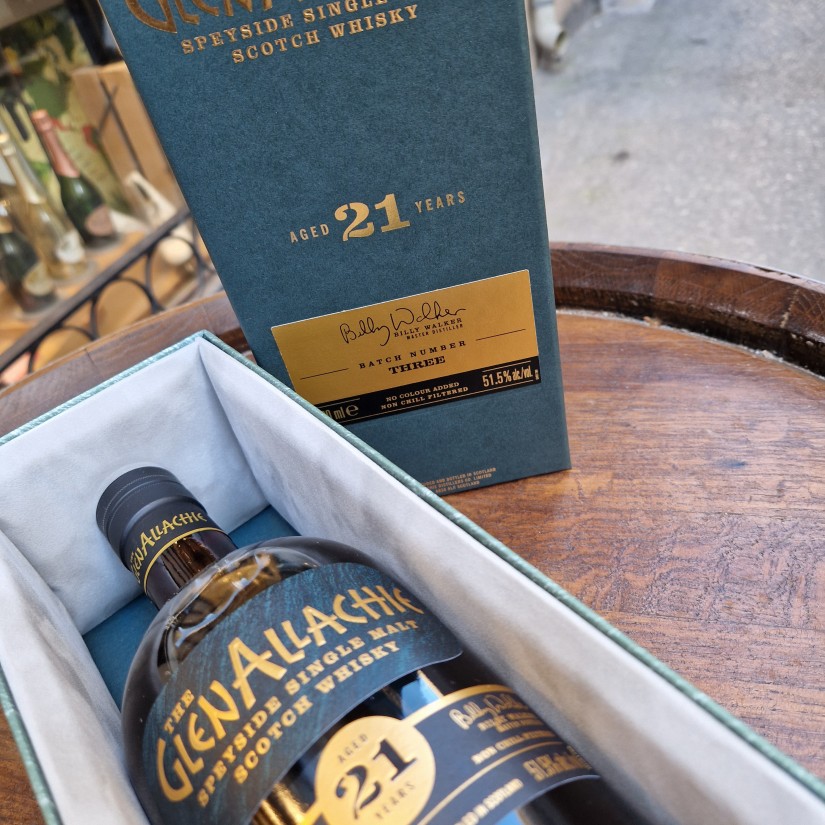 SPEYSIDE SINGLE
SCOTCH WHISKY
AGED 21 YEARS
Billy Walker
BILLY WALKER
MASTER DISTILLER
BATCH NUMBER
THREE
NO COLOUR ADDED
NON CHILL FILTERED
51.5% alc/vol.
ml e
GLENALLACHIE
THE
GLENALLACHIE
SPEYSIDE SINGLE MALT
SCOTCH WHISKY
AGED
21
YEARS